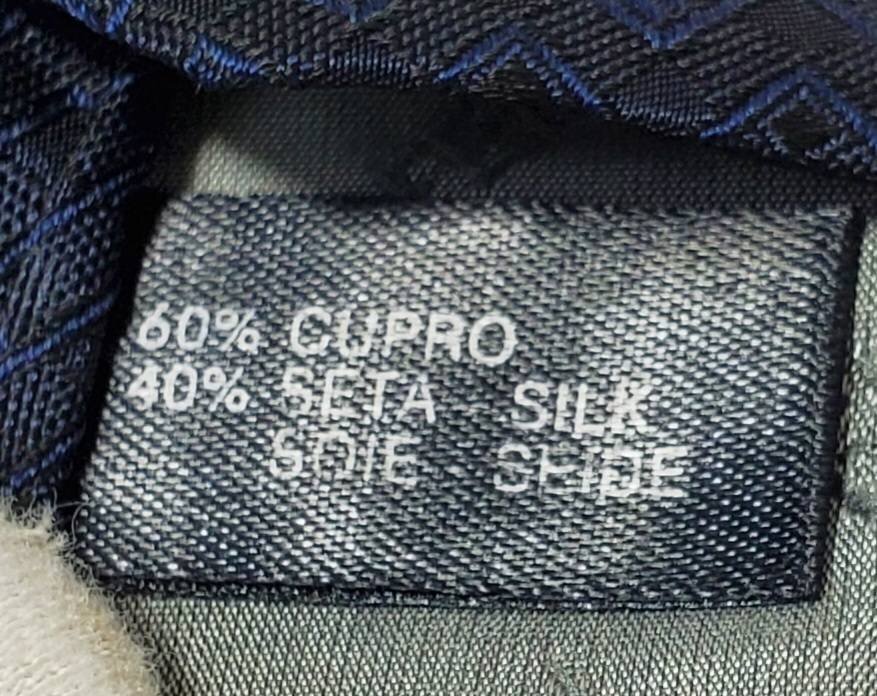 60% CUPRO
40% SETA SILK
SOIE SEIDE